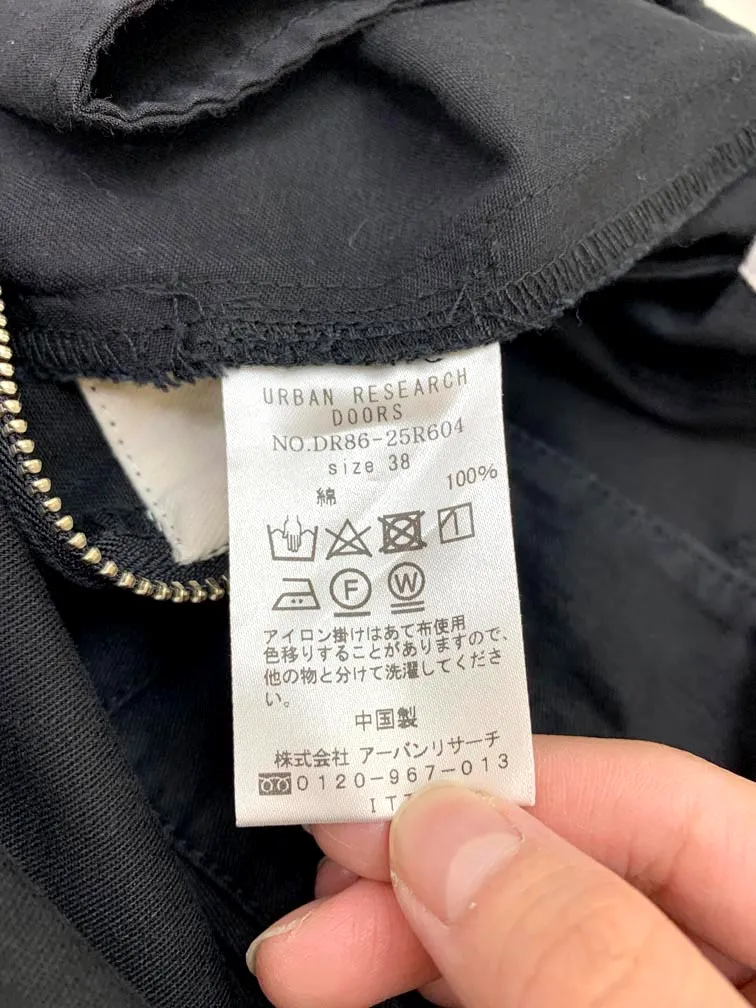 URBAN RESEARCH
DOORS
NO.DR86-25R604
size 38
綿 100%
F W
アイロン掛けはあて布使用
色移りすることがありますので、
他の物と分けて洗濯してくださ
い。
中国製
株式会社 アーバンリサーチ
0120-967-013